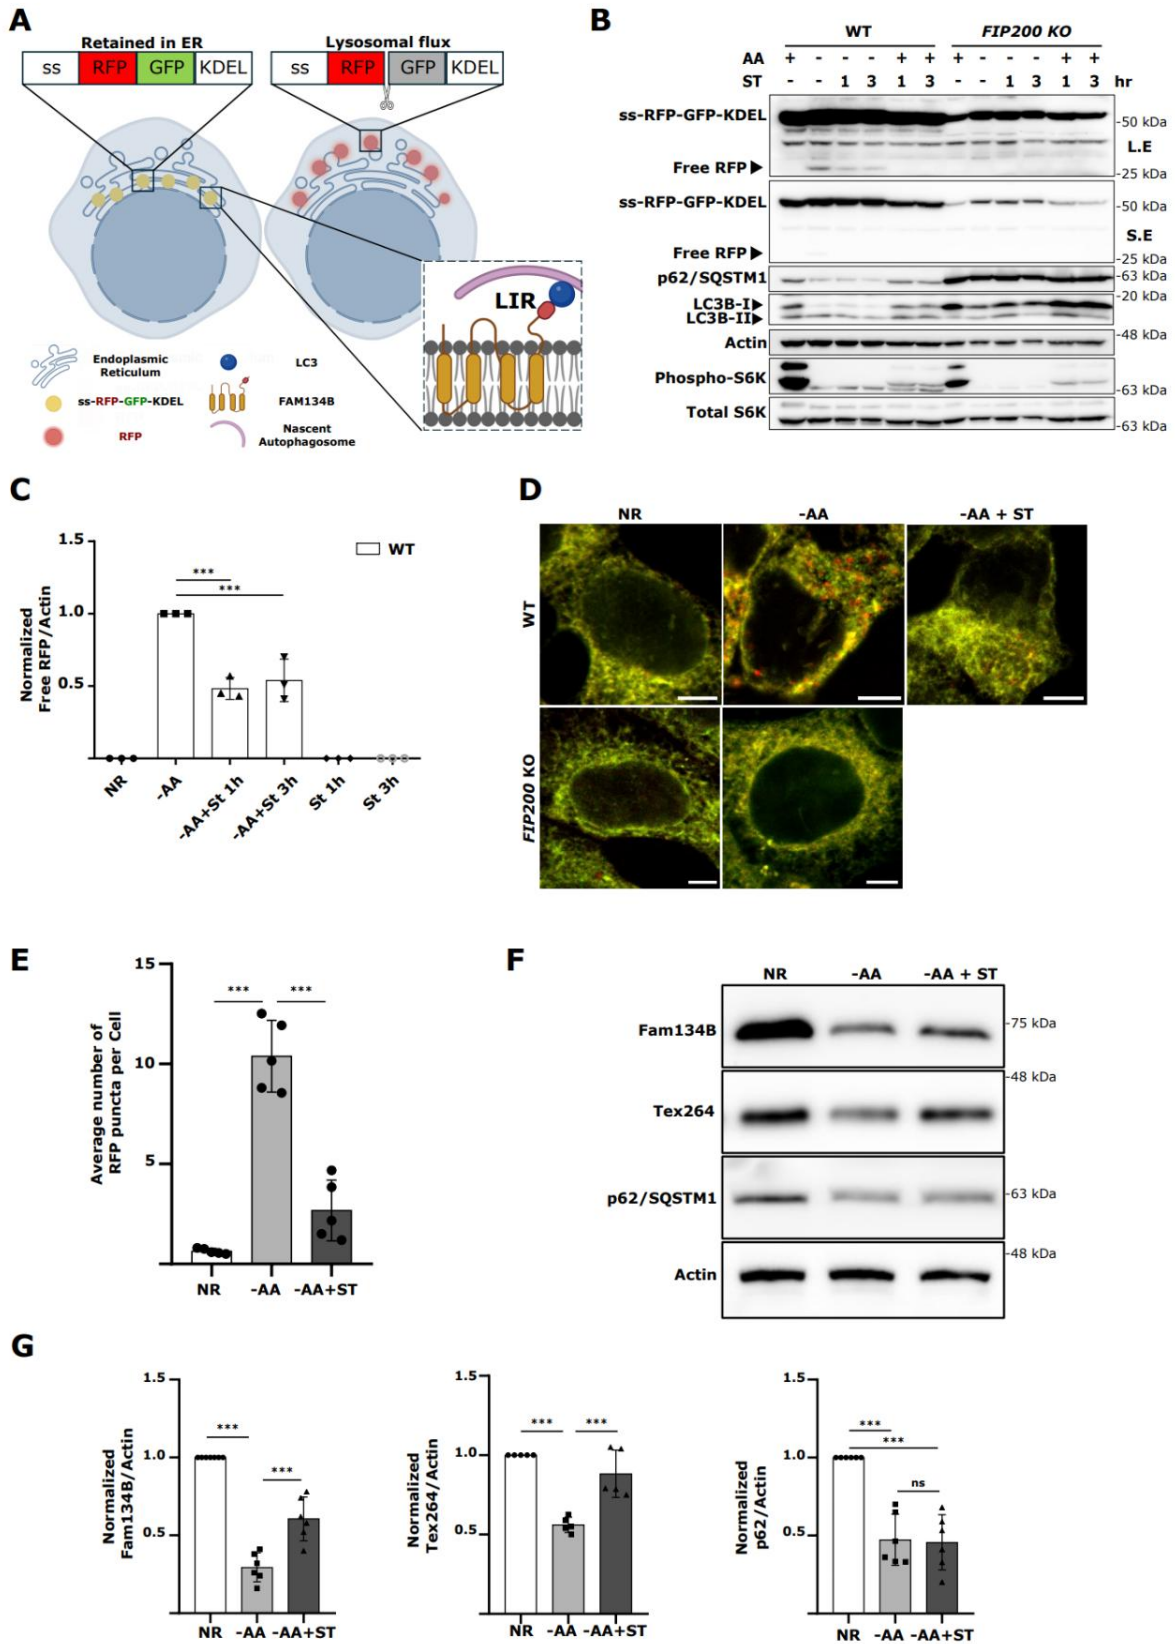 A
Retained in ER
ss RFP GFP KDEL
Lysosomal flux
ss RFP GFP KDEL
LIR
Endoplasmic
Reticulum
LC3
ss-RFP-GFP-KDEL
FAM134B
RFP
Nascent
Autophagosome
B
WT FIP200 KO
AA + - - - + + + - - - + +
ST - - 1 3 1 3 - - 1 3 1 3 hr
ss-RFP-GFP-KDEL
-50 kDa
L.E
Free RFP
-25 kDa
ss-RFP-GFP-KDEL
-50 kDa
S.E
Free RFP
-25 kDa
p62/SQSTM1
-63 kDa
-20 kDa
LC3B-I
LC3B-II
-48 kDa
Actin
Phospho-S6K
-63 kDa
Total S6K
-63 kDa
C
Normalized
Free RFP/Actin
1.5
1.0
0.5
*** 
***
WT
NR
-AA
-AA+St 1h
-AA+St 3h
St 1h
St 3h
D
NR -AA -AA + ST
WT
FIP200 KO
E
Average number of
RFP puncta per Cell
15
10
5
*** ***
NR -AA -AA+ST
F
NR -AA -AA + ST
Fam134B
-75 kDa
-48 kDa
Tex264
p62/SQSTM1
-63 kDa
-48 kDa
Actin
G
Normalized
Fam134B/Actin
1.5
1.0
0.5
***
***
NR -AA -AA+ST
Normalized
Tex264/Actin
1.5
1.0
0.5
*** ***
NR -AA -AA+ST
Normalized
p62/Actin
1.5
1.0
0.5
***
***
ns
NR -AA -AA+ST